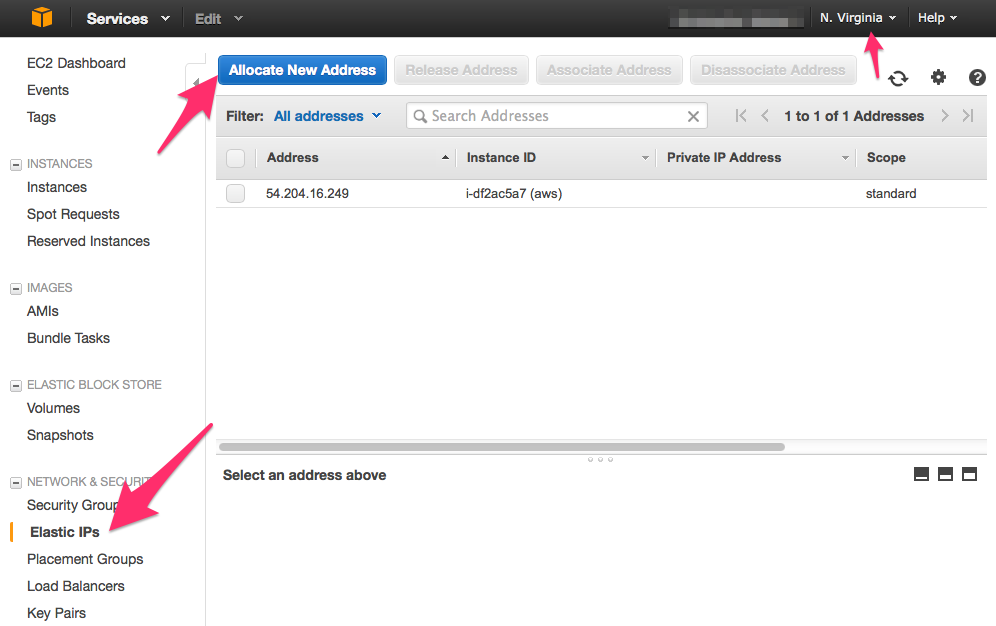 Services Edit N. Virginia Help
EC2 Dashboard
Events
Tags
INSTANCES
Instances
Spot Requests
Reserved Instances
IMAGES
AMIs
Bundle Tasks
ELASTIC BLOCK STORE
Volumes
Snapshots
NETWORK & SECURIT
Security Group
Elastic IPs
Placement Groups
Load Balancers
Key Pairs
Allocate New Address Release Address Associate Address Disassociate Address
Filter: All addresses Search Addresses 1 to 1 of 1 Addresses
Address Instance ID Private IP Address Scope
54.204.16.249 i-df2ac5a7 (aws) standard
Select an address above